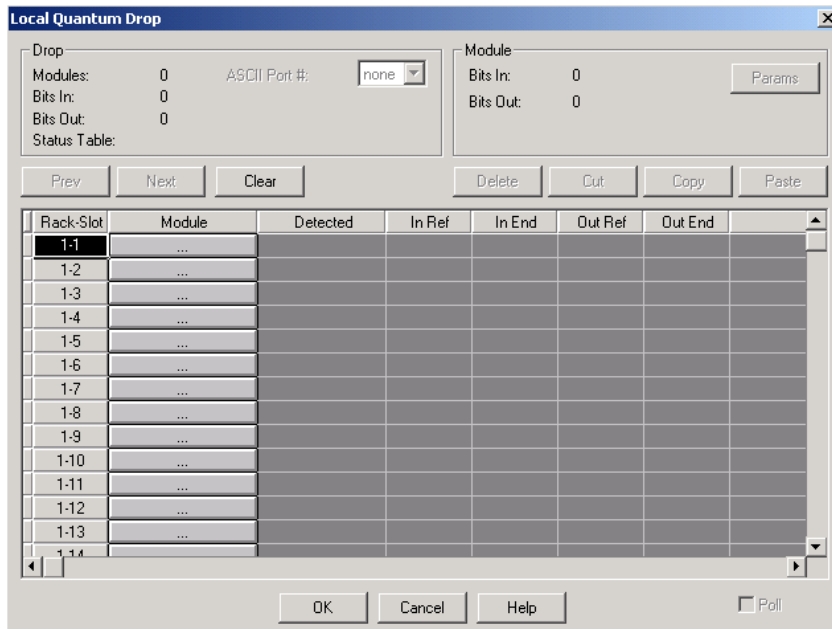 Local Quantum Drop
Drop
Modules: 0 ASCII Port #: none
Bits In: 0
Bits Out: 0
Status Table:
Module
Bits In: 0
Bits Out: 0
Params
Prev Next Clear Delete Cut Copy Paste
Rack-Slot Module Detected In Ref In End Out Ref Out End
1-1 ...
1-2 ...
1-3 ...
1-4 ...
1-5 ...
1-6 ...
1-7 ...
1-8 ...
1-9 ...
1-10 ...
1-11 ...
1-12 ...
1-13 ...
1-14
OK Cancel Help Poll